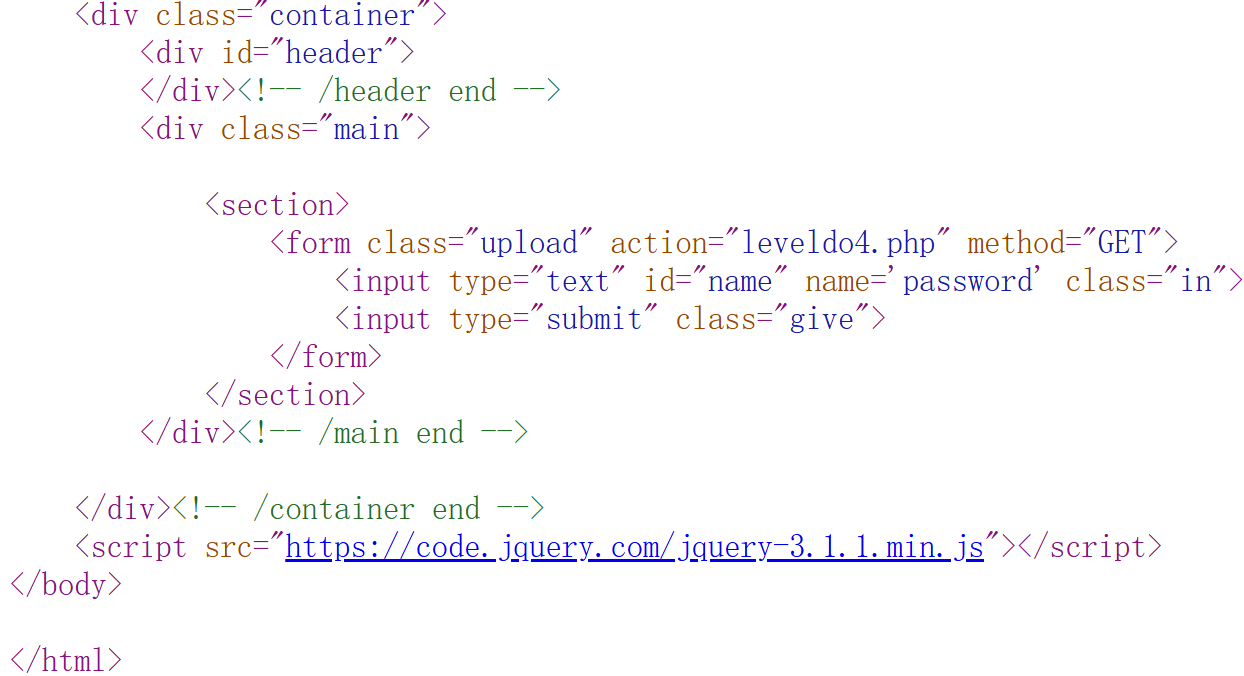 <div class="container">
<div id="header">
</div><!-- /header end -->
<div class="main">
<section>
<form class="upload" action="leveldo4.php" method="GET">
<input type="text" id="name" name='password' class="in">
<input type="submit" class="give">
</form>
</section>
</div><!-- /main end -->
</div><!-- /container end -->
<script src="https://code.jquery.com/jquery-3.1.1.min.js"></script>
</body>
</html>